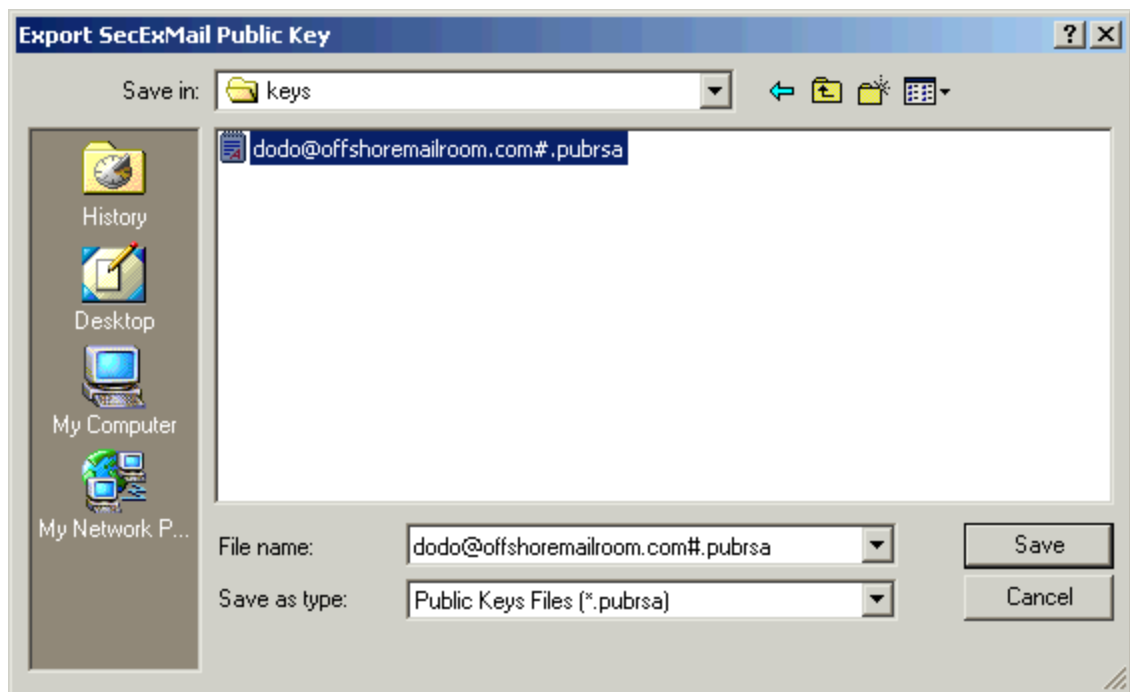 Export SecExMail Public Key
Save in: keys
dodo@offshoremailroom.com#.pubrsa
History
Desktop
My Computer
My Network P...
File name: dodo@offshoremailroom.com#.pubrsa Save
Save as type: Public Keys Files (*.pubrsa) Cancel